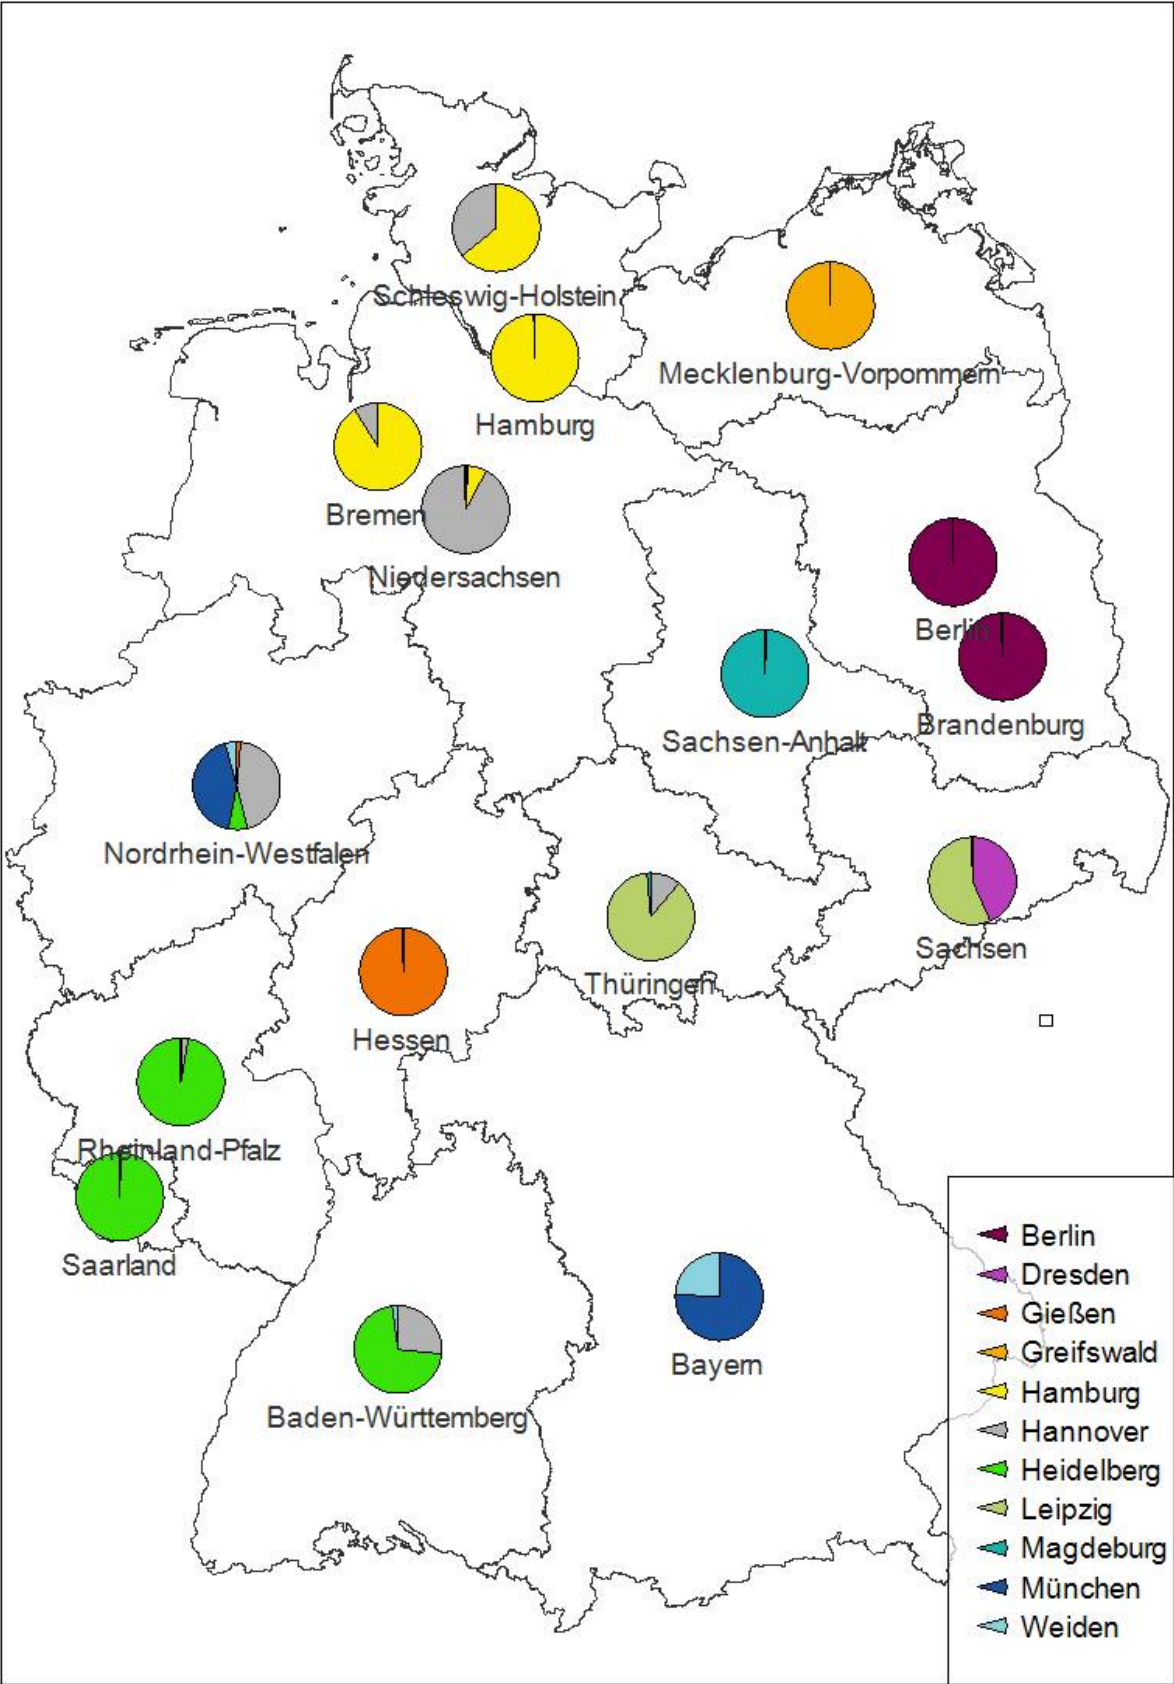 Schleswig-Holstein
Mecklenburg-Vorpommern
Hamburg
Bremen
Niedersachsen
Berlin
Brandenburg
Sachsen-Anhalt
Nordrhein-Westfalen
Sachsen
Thüringen
Hessen
Rheinland-Pfalz
Saarland
Bayern
Baden-Württemberg
Berlin
Dresden
Gießen
Greifswald
Hamburg
Hannover
Heidelberg
Leipzig
Magdeburg
München
Weiden